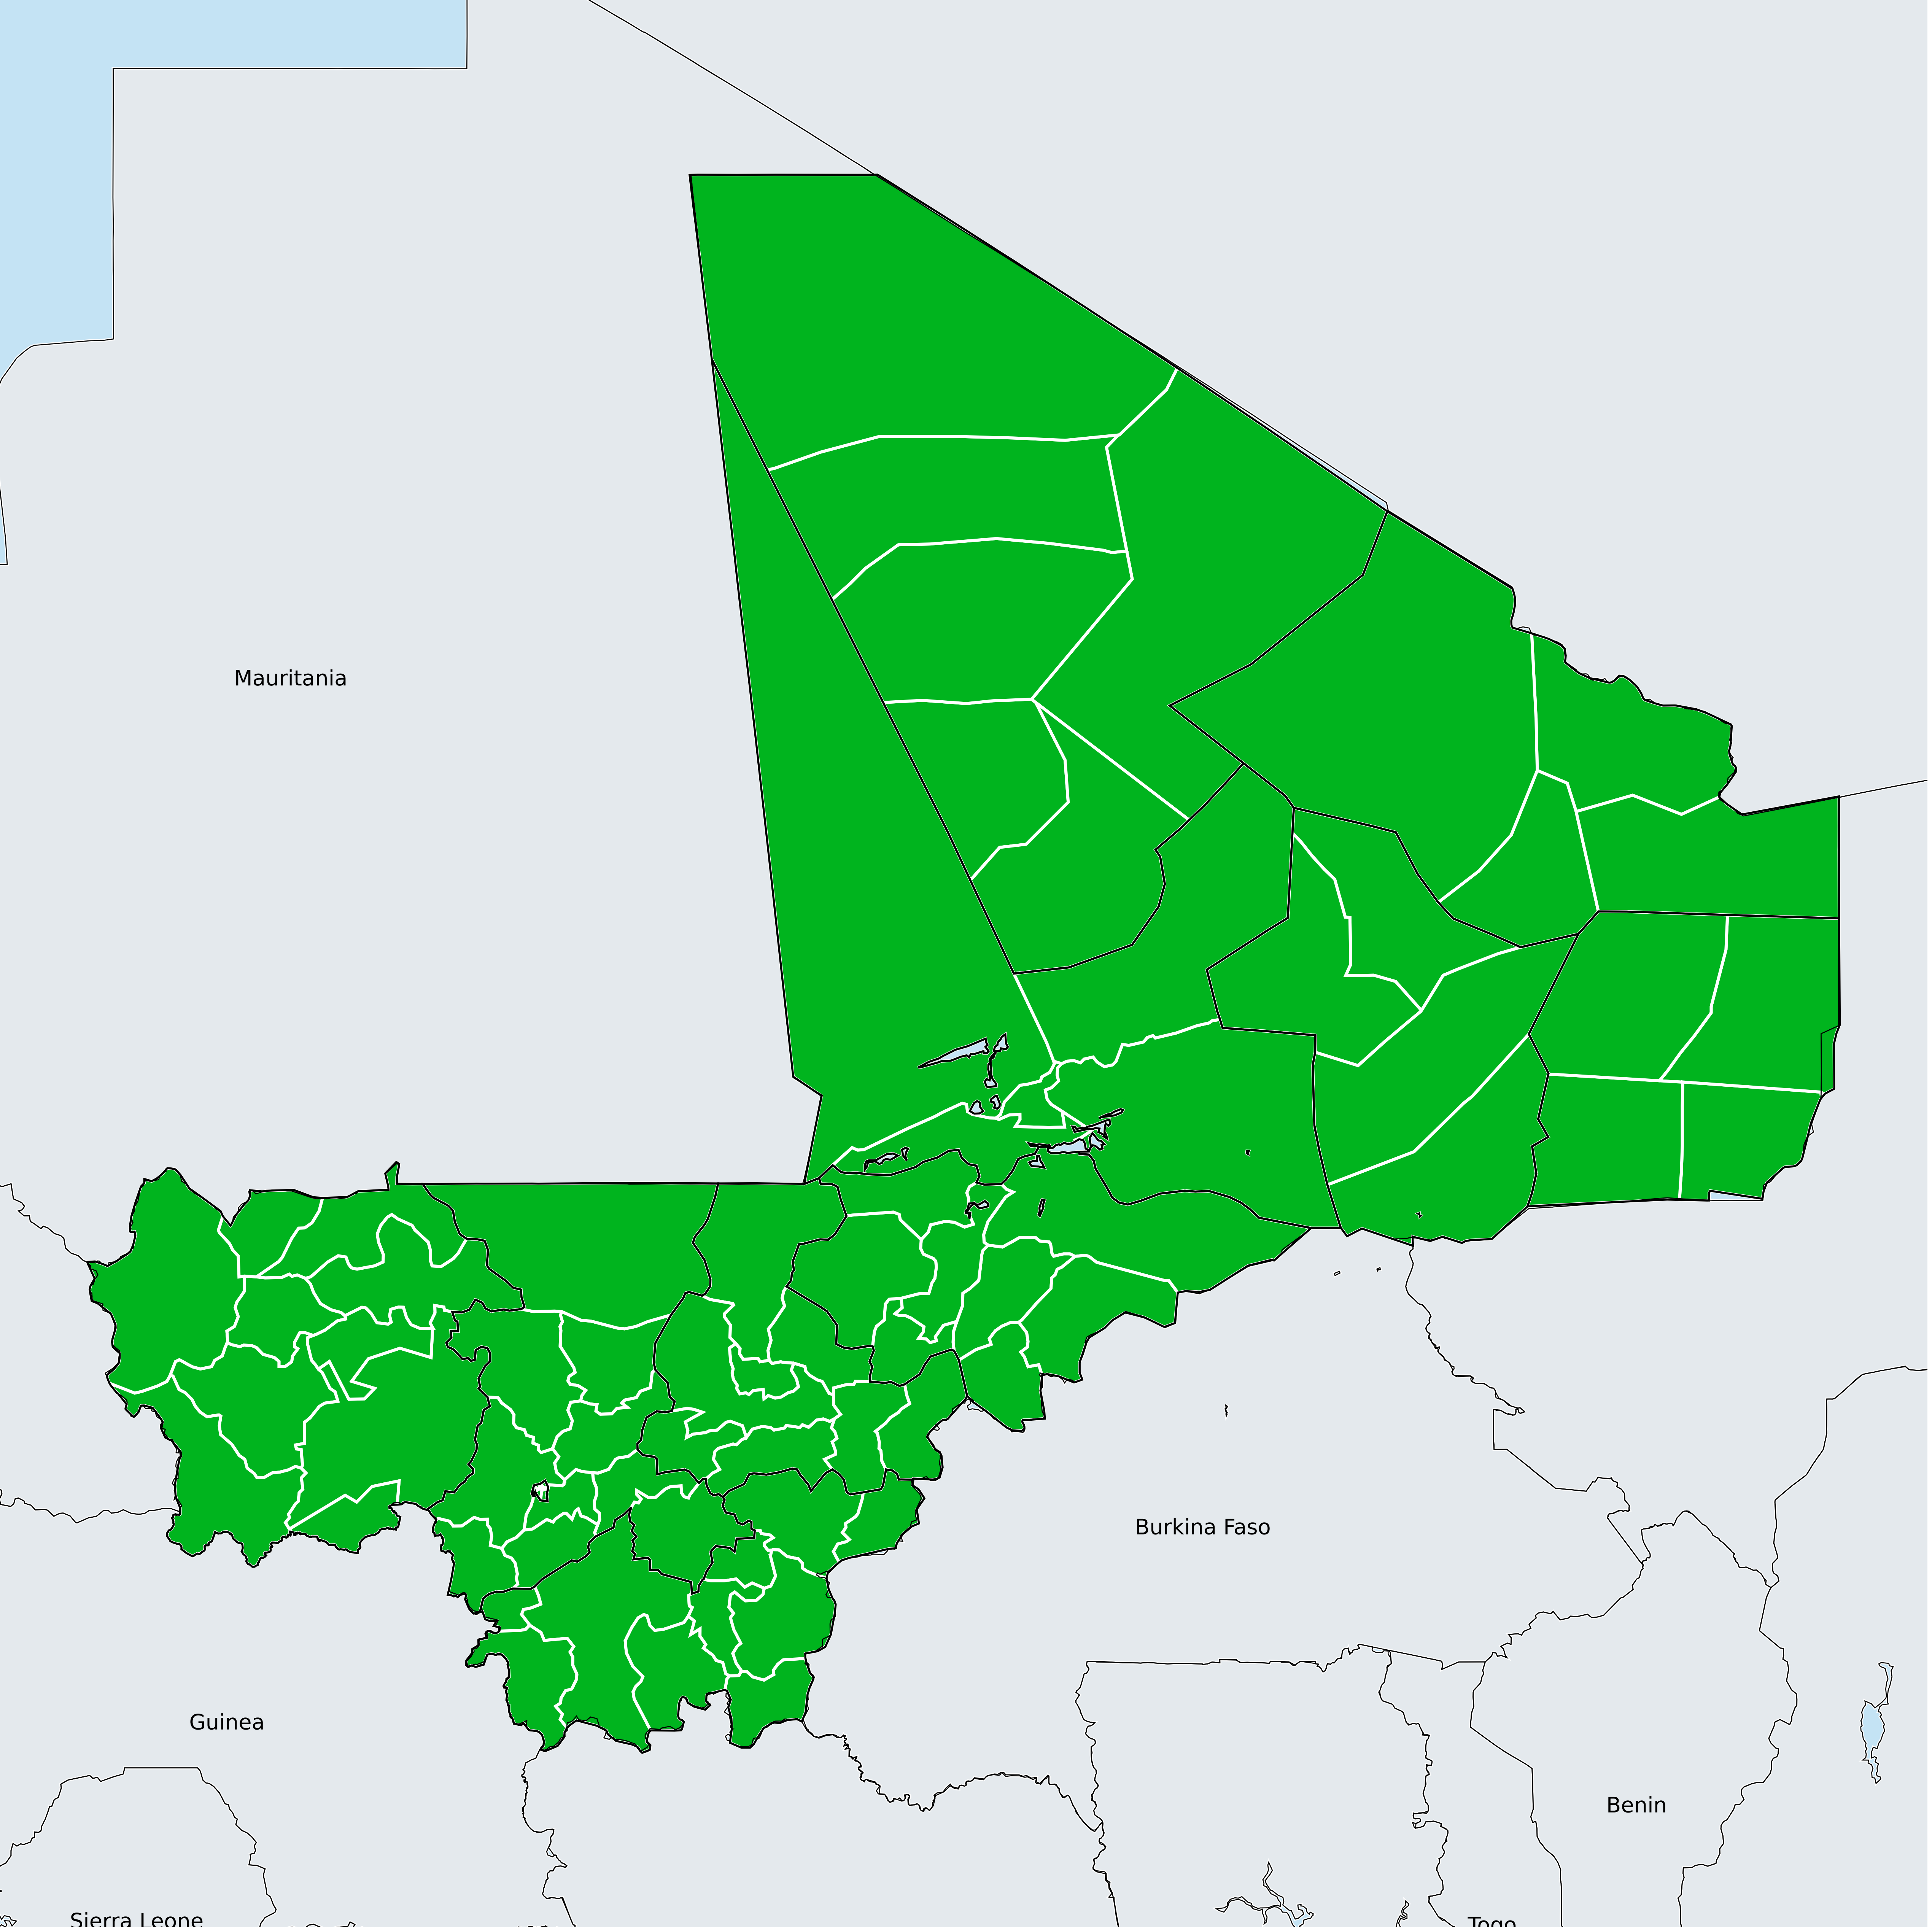 Mauritania
Burkina Faso
Guinea
Benin
Sierra Leone
Togo